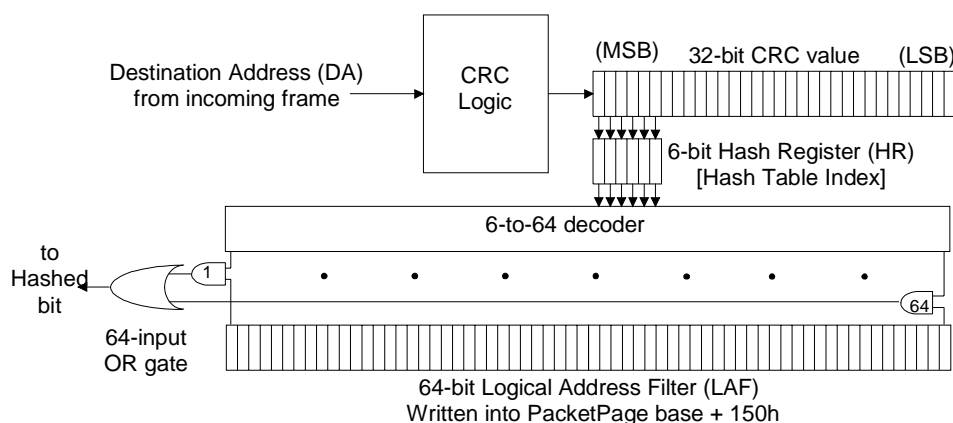 (MSB) 32-bit CRC value (LSB)
Destination Address (DA)
from incoming frame
CRC
Logic
6-bit Hash Register (HR)
[Hash Table Index]
6-to-64 decoder
to
Hashed
bit
1
64
64-input
OR gate
64-bit Logical Address Filter (LAF)
Written into PacketPage base + 150h